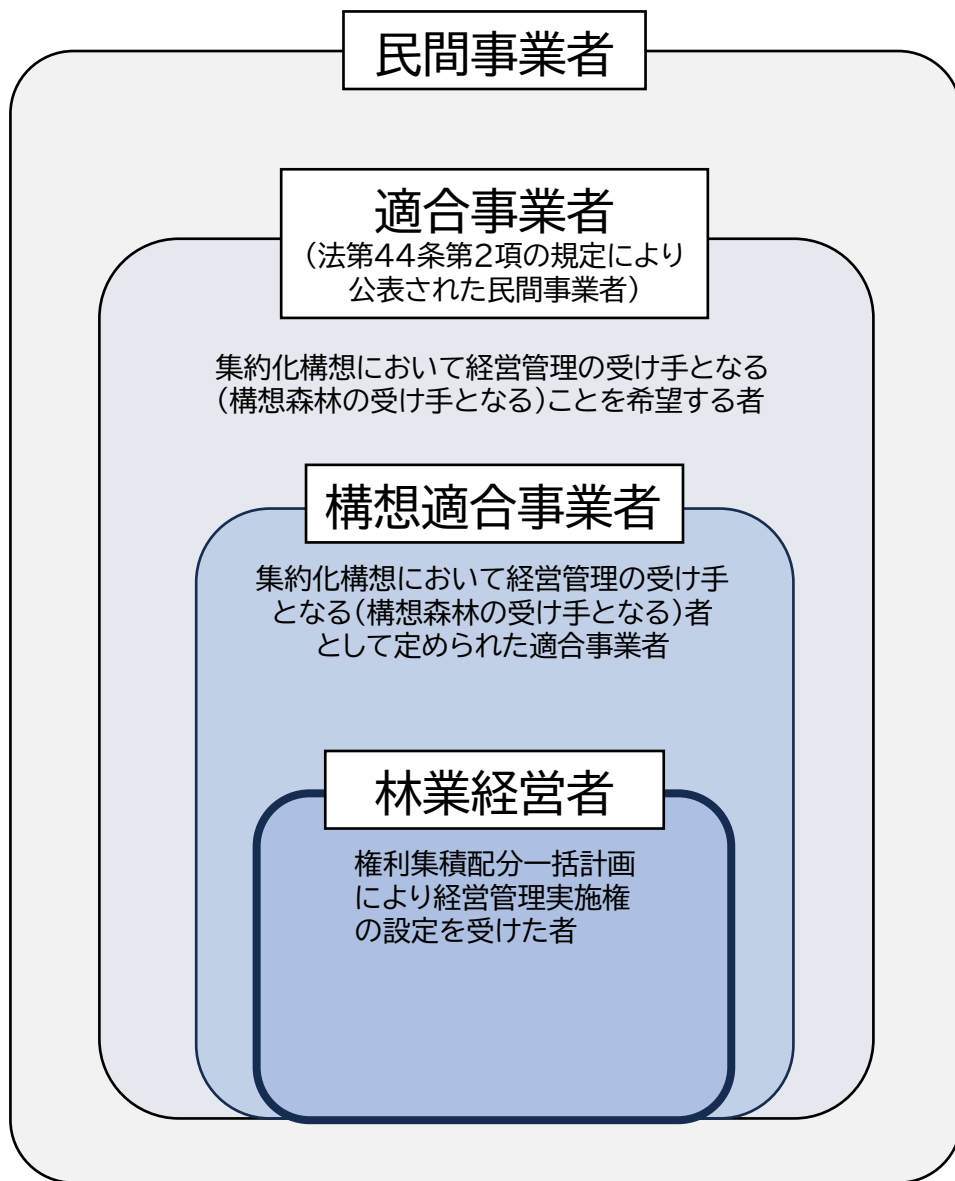 民間事業者
適合事業者
（法第44条第2項の規定により
公表された民間事業者）
集約化構想において経営管理の受け手となる
（構想森林の受け手となる）ことを希望する者
構想適合事業者
集約化構想において経営管理の受け手
となる（構想森林の受け手となる）者
として定められた適合事業者
林業経営者
権利集積配分一括計画
により経営管理実施権
の設定を受けた者